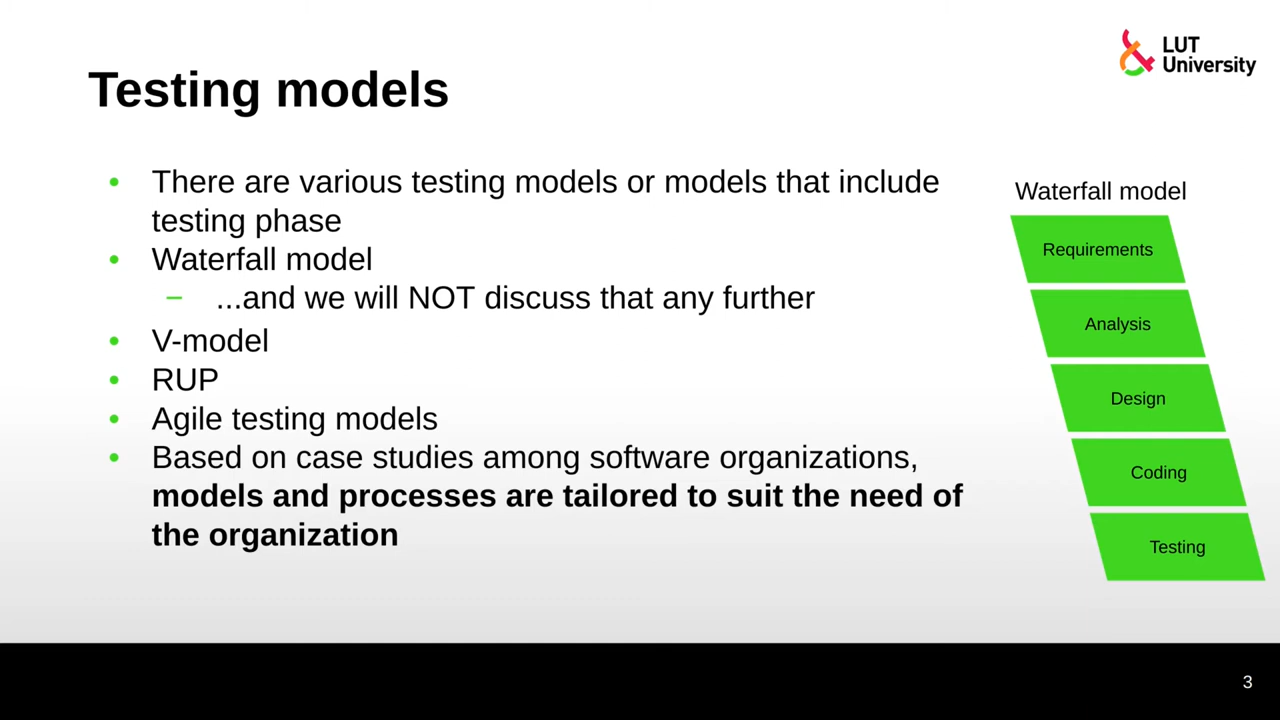 LUT
University
Testing models
• There are various testing models or models that include
testing phase
• Waterfall model
– ...and we will NOT discuss that any further
• V-model
• RUP
• Agile testing models
• Based on case studies among software organizations,
models and processes are tailored to suit the need of
the organization
Waterfall model
Requirements
Analysis
Design
Coding
Testing
3